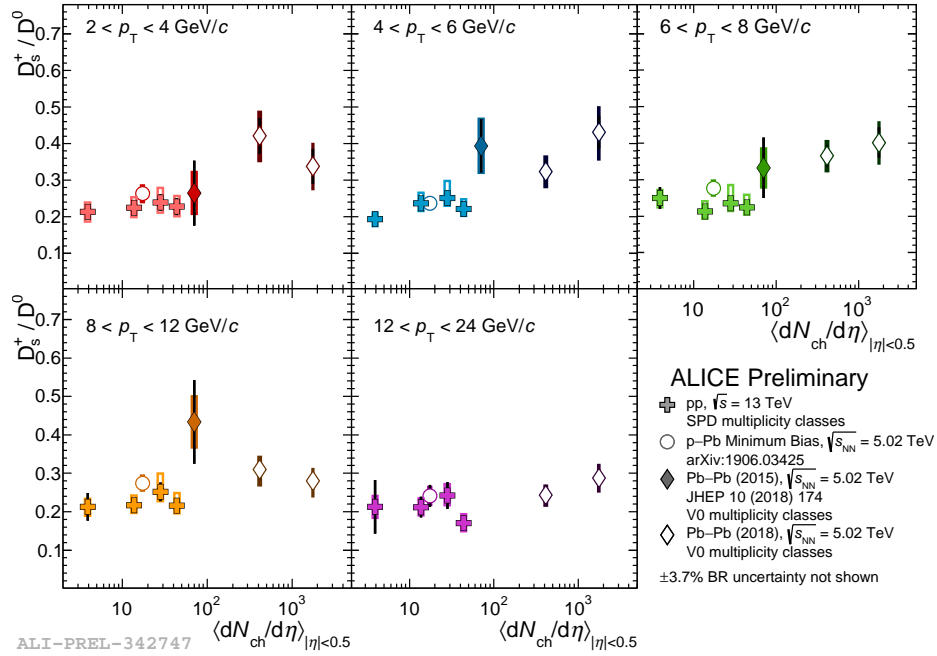 D_s^+ / D^0
0.7
0.6
0.5
0.4
0.3
0.2
0.1
2 < p_T < 4 GeV/c
4 < p_T < 6 GeV/c
6 < p_T < 8 GeV/c
10
10^2
10^3
⟨dN_ch/dη⟩_|η|<0.5
D_s^+ / D^0
0.7
0.6
0.5
0.4
0.3
0.2
0.1
8 < p_T < 12 GeV/c
12 < p_T < 24 GeV/c
10
10^2
10^3
⟨dN_ch/dη⟩_|η|<0.5
10
10^2
10^3
⟨dN_ch/dη⟩_|η|<0.5
ALICE Preliminary
pp, √s = 13 TeV
SPD multiplicity classes
p–Pb Minimum Bias, √s_NN = 5.02 TeV
arXiv:1906.03425
Pb–Pb (2015), √s_NN = 5.02 TeV
JHEP 10 (2018) 174
V0 multiplicity classes
Pb–Pb (2018), √s_NN = 5.02 TeV
V0 multiplicity classes
±3.7% BR uncertainty not shown
ALI-PREL-342747